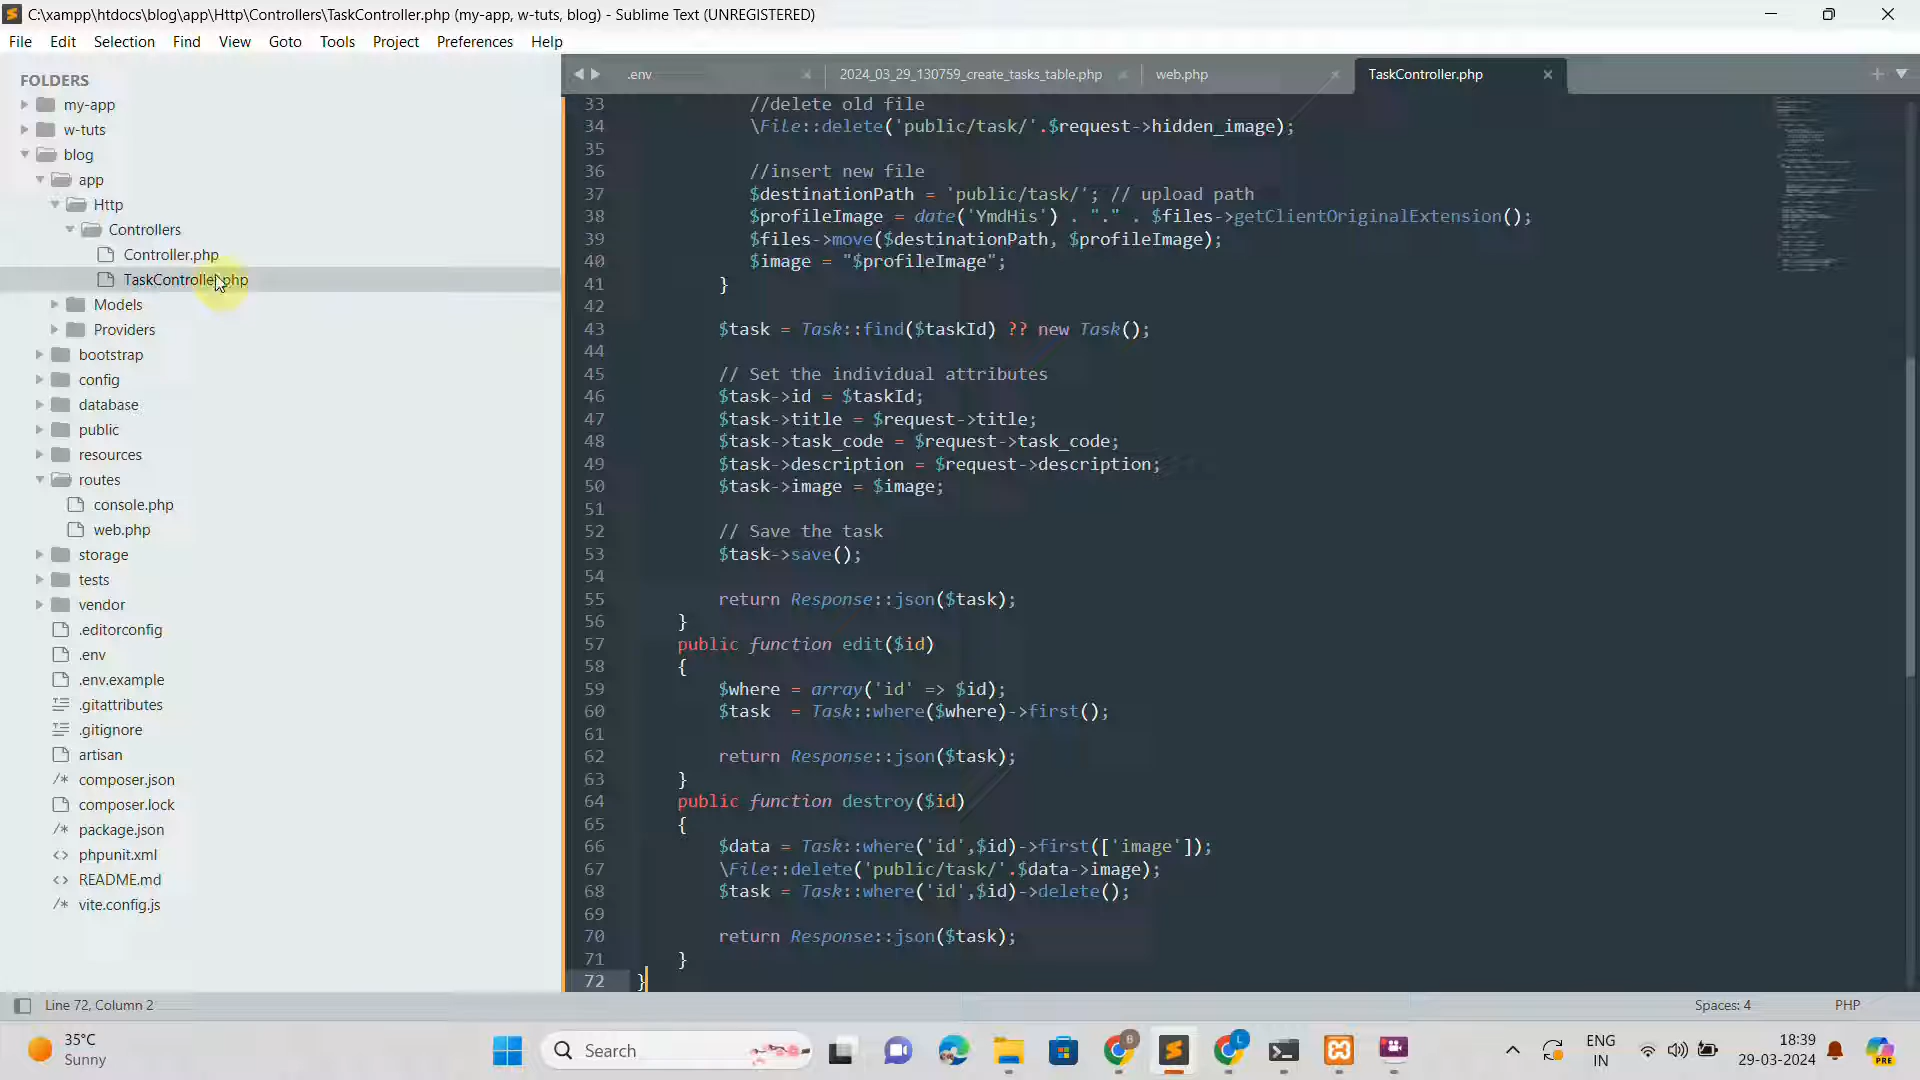 C:\xampp\htdocs\blog\app\Http\Controllers\TaskController.php (my-app, w-tuts, blog) - Sublime Text (UNREGISTERED)
File Edit Selection Find View Goto Tools Project Preferences Help
FOLDERS
my-app
w-tuts
blog
app
Http
Controllers
Controller.php
TaskController.php
Models
Providers
bootstrap
config
database
public
resources
routes
console.php
web.php
storage
tests
vendor
.editorconfig
.env
.env.example
.gitattributes
.gitignore
artisan
/* composer.json
composer.lock
/* package.json
<> phpunit.xml
<> README.md
/* vite.config.js
.env 2024_03_29_130759_create_tasks_table.php web.php TaskController.php
33 //delete old file
34 \File::delete('public/task/'.$request->hidden_image);
35
36 //insert new file
37 $destinationPath = 'public/task/'; // upload path
38 $profileImage = date('YmdHis') . "." . $files->getClientOriginalExtension();
39 $files->move($destinationPath, $profileImage);
40 $image = "$profileImage";
41 }
42
43 $task = Task::find($taskId) ?? new Task();
44
45 // Set the individual attributes
46 $task->id = $taskId;
47 $task->title = $request->title;
48 $task->task_code = $request->task_code;
49 $task->description = $request->description;
50 $task->image = $image;
51
52 // Save the task
53 $task->save();
54
55 return Response::json($task);
56 }
57 public function edit($id)
58 {
59 $where = array('id' => $id);
60 $task  = Task::where($where)->first();
61
62 return Response::json($task);
63 }
64 public function destroy($id)
65 {
66 $data = Task::where('id',$id)->first(['image']);
67 \File::delete('public/task/'.$data->image);
68 $task = Task::where('id',$id)->delete();
69
70 return Response::json($task);
71 }
72 }
Line 72, Column 2 Spaces: 4 PHP
35°C
Sunny
Search
ENG
IN
18:39
29-03-2024
PRE